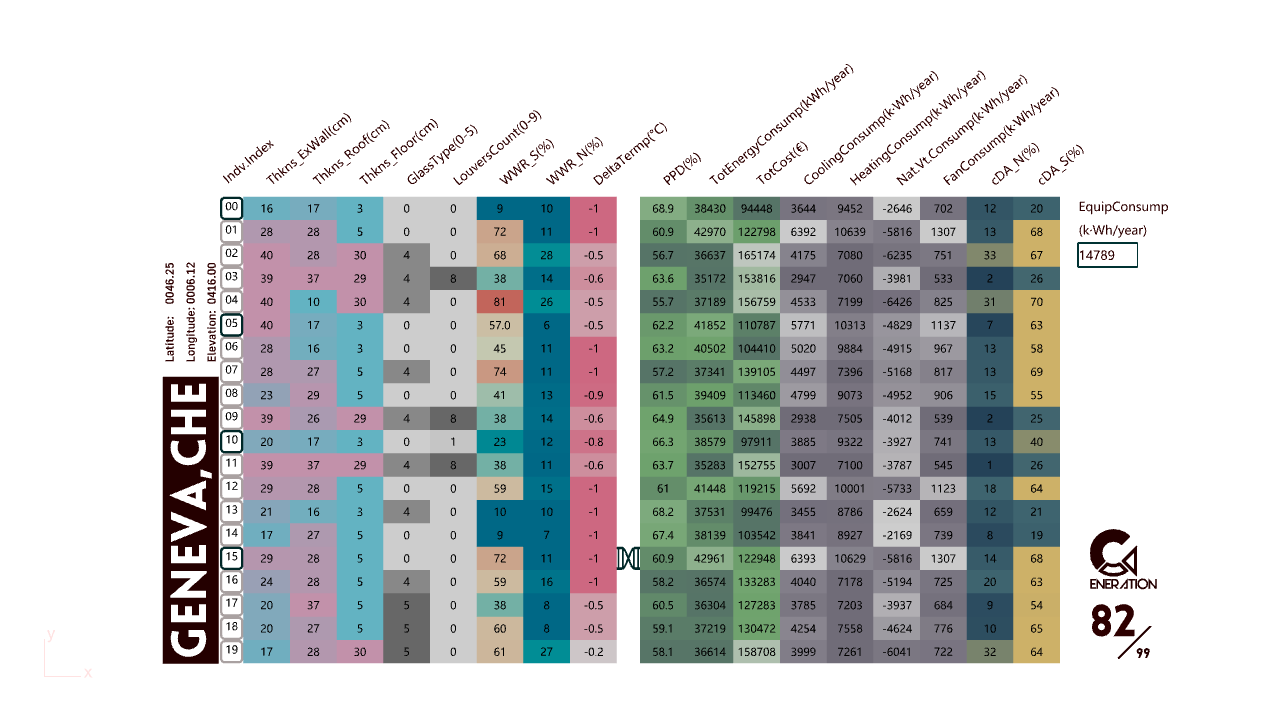 Indv.Index Thkns_ExWall(cm) Thkns_Roof(cm) Thkns_Floor(cm) GlassType(0-5) LouversCount(0-9) WWR_S(%) WWR_N(%) DeltaTermp(°C) PPD(%) TotEnergyConsump(kWh/year) TotCost(€) CoolingConsump(k·Wh/year) HeatingConsump(k·Wh/year) Nat.Vt.Consump(k·Wh/year) FanConsump(k·Wh/year) cDA_N(%) cDA_S(%)
00 16 17 3 0 0 9 10 -1 68.9 38430 94448 3644 9452 -2646 702 12 20
01 28 28 5 0 0 72 11 -1 60.9 42970 122798 6392 10639 -5816 1307 13 68
02 40 28 30 4 0 68 28 -0.5 56.7 36637 165174 4175 7080 -6235 751 33 67
03 39 37 29 4 8 38 14 -0.6 63.6 35172 153816 2947 7060 -3981 533 2 26
04 40 10 30 4 0 81 26 -0.5 55.7 37189 156759 4533 7199 -6426 825 31 70
05 40 17 3 0 0 57.0 6 -0.5 62.2 41852 110787 5771 10313 -4829 1137 7 63
06 28 16 3 0 0 45 11 -1 63.2 40502 104410 5020 9884 -4915 967 13 58
07 28 27 5 4 0 74 11 -1 57.2 37341 139105 4497 7396 -5168 817 13 69
08 23 29 5 0 0 41 13 -0.9 61.5 39409 113460 4799 9073 -4952 906 15 55
09 39 26 29 4 8 38 14 -0.6 64.9 35613 145898 2938 7505 -4012 539 2 25
10 20 17 3 0 1 23 12 -0.8 66.3 38579 97911 3885 9322 -3927 741 13 40
11 39 37 29 4 8 38 11 -0.6 63.7 35283 152755 3007 7100 -3787 545 1 26
12 29 28 5 0 0 59 15 -1 61 41448 119215 5692 10001 -5733 1123 18 64
13 21 16 3 4 0 10 10 -1 68.2 37531 99476 3455 8786 -2624 659 12 21
14 17 27 5 0 0 9 7 -1 67.4 38139 103542 3841 8927 -2169 739 8 19
15 29 28 5 0 0 72 11 -1 60.9 42961 122948 6393 10629 -5816 1307 14 68
16 24 28 5 4 0 59 16 -1 58.2 36574 133283 4040 7178 -5194 725 20 63
17 20 37 5 5 0 38 8 -0.5 60.5 36304 127283 3785 7203 -3937 684 9 54
18 20 27 5 5 0 60 8 -0.5 59.1 37219 130472 4254 7558 -4624 776 10 65
19 17 28 30 5 0 61 27 -0.2 58.1 36614 158708 3999 7261 -6041 722 32 64
Latitude: 0046.25
Longitude: 0006.12
Elevation: 0416.00
GENEVA,CHE
EquipConsump
(k·Wh/year)
14789
GENERATION
82/99
y
x